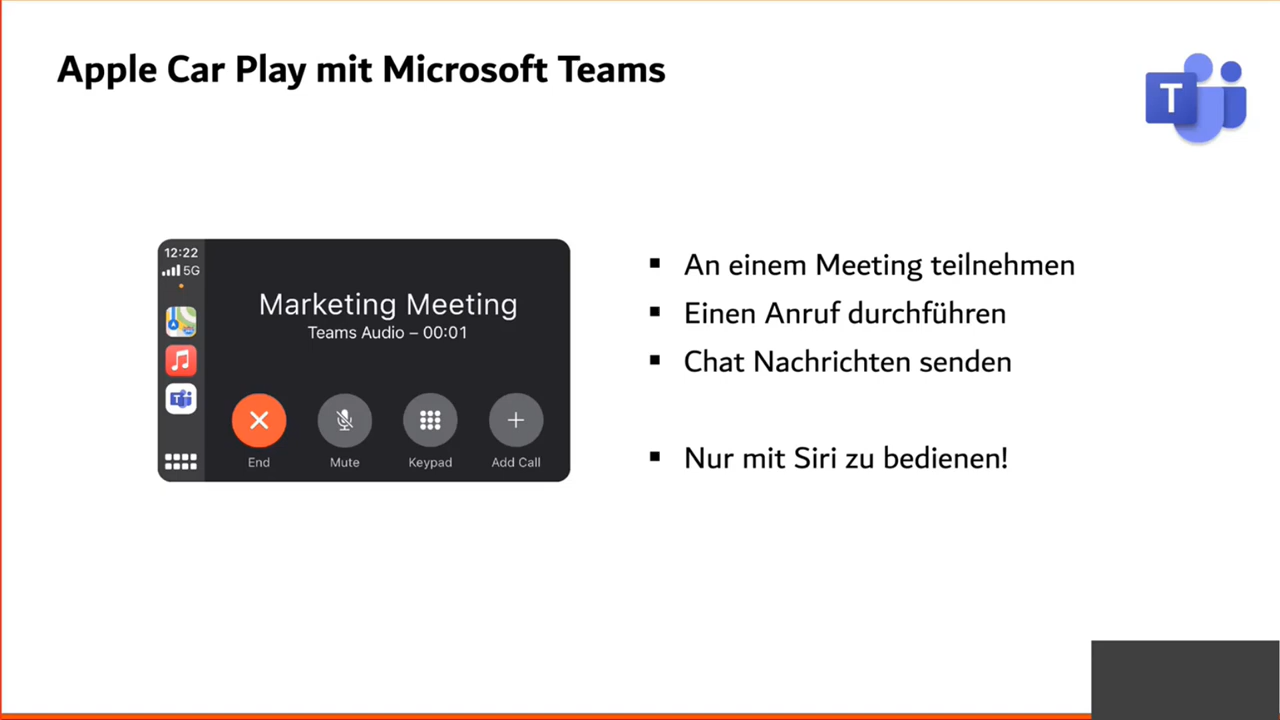 Apple Car Play mit Microsoft Teams
T
12:22
5G
Marketing Meeting
Teams Audio – 00:01
T
End
Mute
Keypad
Add Call
▪ An einem Meeting teilnehmen
▪ Einen Anruf durchführen
▪ Chat Nachrichten senden
▪ Nur mit Siri zu bedienen!